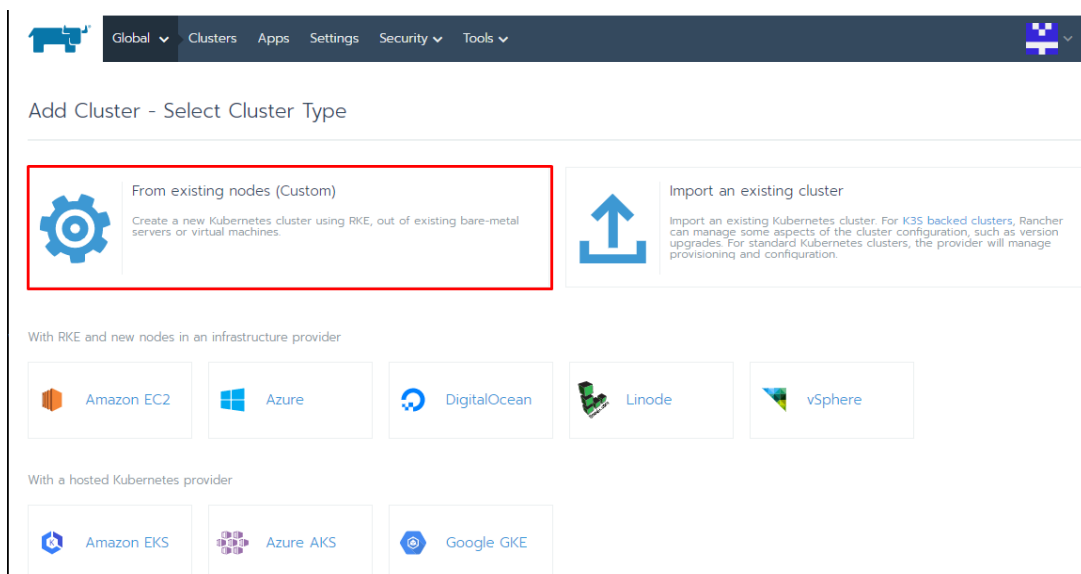 Global Clusters Apps Settings Security Tools
Add Cluster - Select Cluster Type
From existing nodes (Custom)
Create a new Kubernetes cluster using RKE, out of existing bare-metal
servers or virtual machines.
Import an existing cluster
Import an existing Kubernetes cluster. For K3S backed clusters, Rancher
can manage some aspects of the cluster configuration, such as version
upgrades. For standard Kubernetes clusters, the provider will manage
provisioning and configuration.
With RKE and new nodes in an infrastructure provider
Amazon EC2 Azure DigitalOcean Linode vSphere
With a hosted Kubernetes provider
Amazon EKS Azure AKS Google GKE